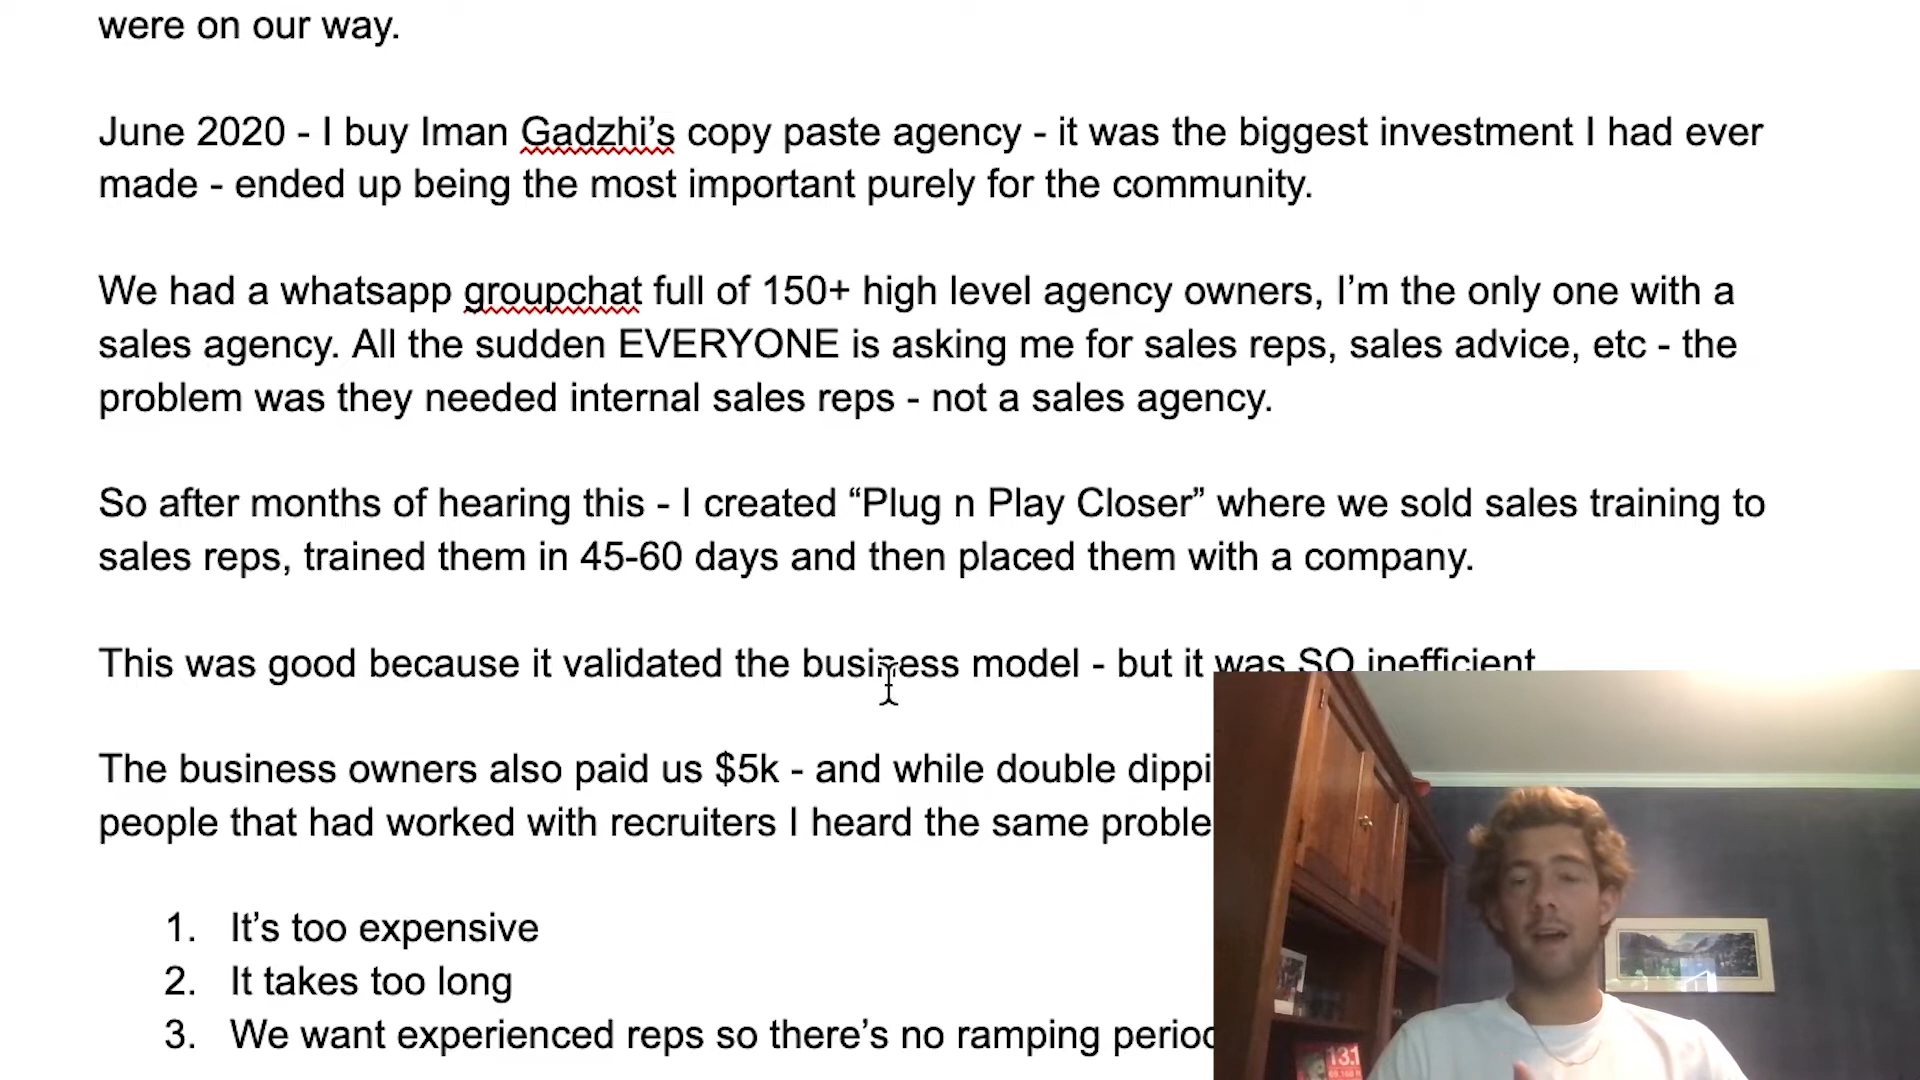 were on our way.
June 2020 - I buy Iman Gadzhi’s copy paste agency - it was the biggest investment I had ever
made - ended up being the most important purely for the community.
We had a whatsapp groupchat full of 150+ high level agency owners, I’m the only one with a
sales agency. All the sudden EVERYONE is asking me for sales reps, sales advice, etc - the
problem was they needed internal sales reps - not a sales agency.
So after months of hearing this - I created “Plug n Play Closer” where we sold sales training to
sales reps, trained them in 45-60 days and then placed them with a company.
This was good because it validated the business model - but it was SO inefficient
The business owners also paid us $5k - and while double
people that had worked with recruiters I heard the same
1. It’s too expensive
2. It takes too long
3. We want experienced reps so there’s no ramping
13.1